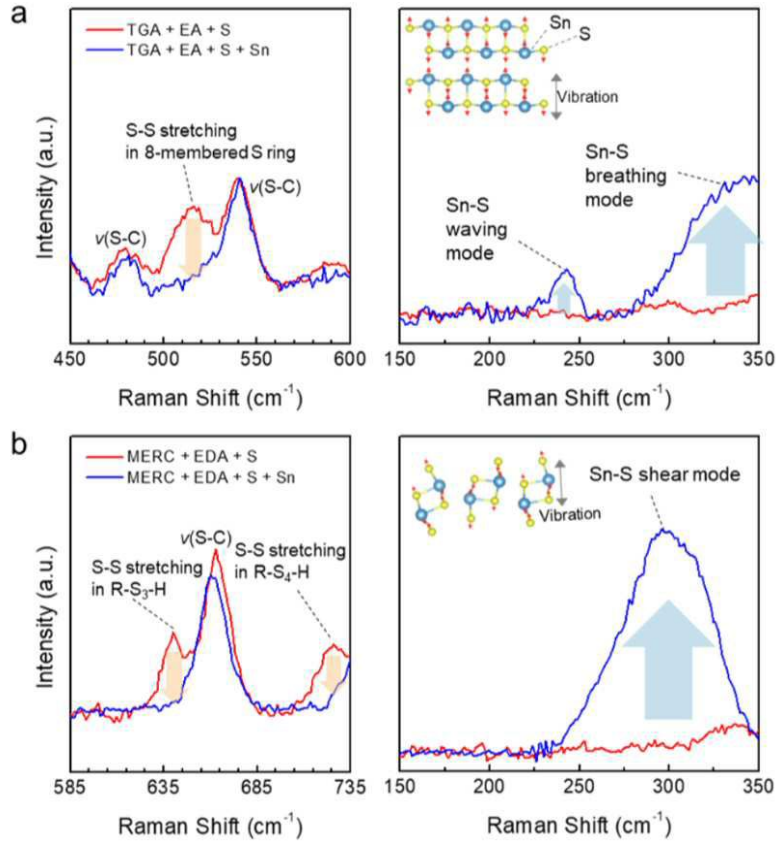 a
TGA + EA + S
TGA + EA + S + Sn
S-S stretching
in 8-membered S ring
ν(S-C)
ν(S-C)
Intensity (a.u.)
450 500 550 600
Raman Shift (cm⁻¹)
Sn
S
Vibration
Sn-S
waving
mode
Sn-S
breathing
mode
150 200 250 300 350
Raman Shift (cm⁻¹)
b
MERC + EDA + S
MERC + EDA + S + Sn
ν(S-C)
S-S stretching
in R-S₃-H
S-S stretching
in R-S₄-H
Intensity (a.u.)
585 635 685 735
Raman Shift (cm⁻¹)
Vibration
Sn-S shear mode
150 200 250 300 350
Raman Shift (cm⁻¹)